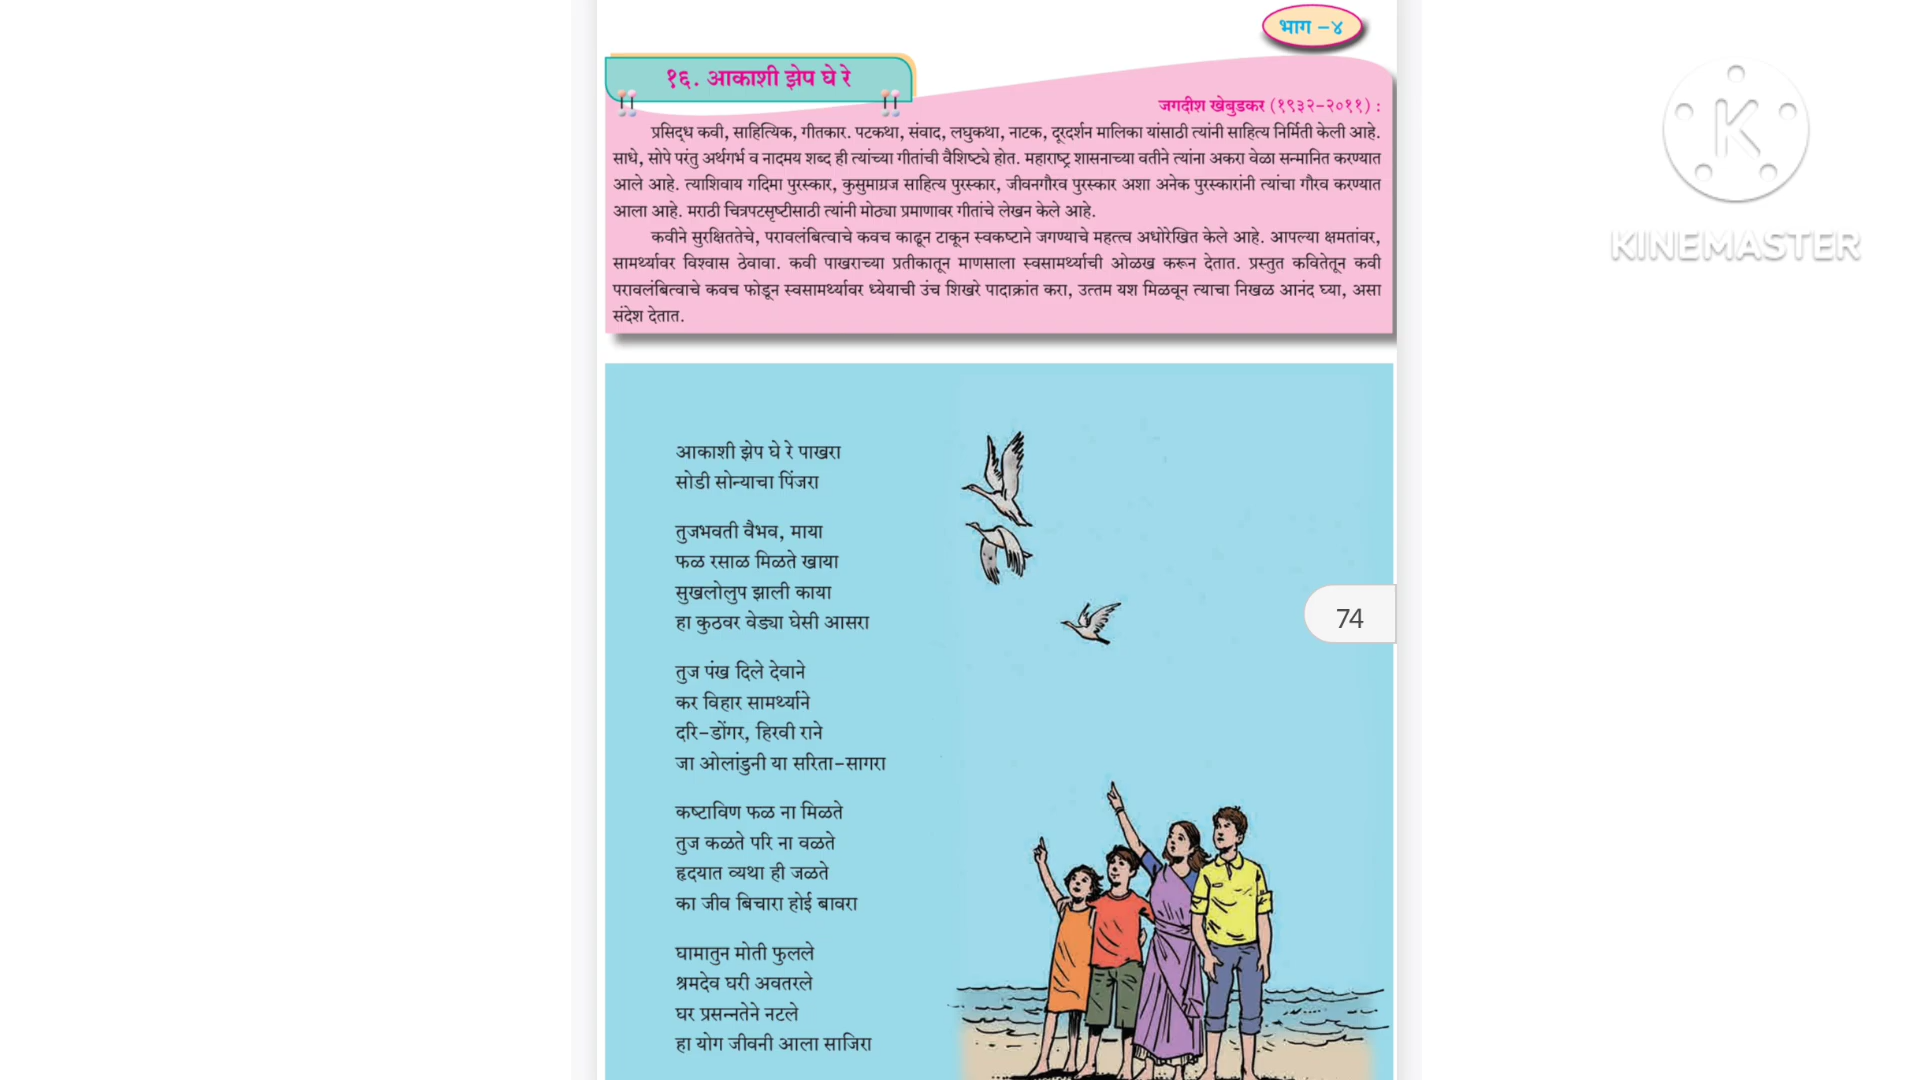 भाग -४
१६. आकाशी झेप घे रे
जगदीश खेबुडकर (१९३२-२०११) :
प्रसिद्ध कवी, साहित्यिक, गीतकार. पटकथा, संवाद, लघुकथा, नाटक, दूरदर्शन मालिका यांसाठी त्यांनी साहित्य निर्मिती केली आहे.
साधे, सोपे परंतु अर्थगर्भ व नादमय शब्द ही त्यांच्या गीतांची वैशिष्ट्ये होत. महाराष्ट्र शासनाच्या वतीने त्यांना अकरा वेळा सन्मानित करण्यात
आले आहे. त्याशिवाय गदिमा पुरस्कार, कुसुमाग्रज साहित्य पुरस्कार, जीवनगौरव पुरस्कार अशा अनेक पुरस्कारांनी त्यांचा गौरव करण्यात
आला आहे. मराठी चित्रपटसृष्टीसाठी त्यांनी मोठ्या प्रमाणावर गीतांचे लेखन केले आहे.
कवीने सुरक्षिततेचे, परावलंबित्वाचे कवच काढून टाकून स्वकष्टाने जगण्याचे महत्त्व अधोरेखित केले आहे. आपल्या क्षमतांवर,
सामर्थ्यावर विश्वास ठेवावा. कवी पाखराच्या प्रतीकातून माणसाला स्वसामर्थ्याची ओळख करून देतात. प्रस्तुत कवितेतून कवी
परावलंबित्वाचे कवच फोडून स्वसामर्थ्यावर ध्येयाची उंच शिखरे पादाक्रांत करा, उत्तम यश मिळवून त्याचा निखळ आनंद घ्या, असा
संदेश देतात.
आकाशी झेप घे रे पाखरा
सोडी सोन्याचा पिंजरा
तुजभवती वैभव, माया
फळ रसाळ मिळते खाया
सुखलोलुप झाली काया
हा कुठवर वेड्या घेसी आसरा
तुज पंख दिले देवाने
कर विहार सामर्थ्याने
दरि-डोंगर, हिरवी राने
जा ओलांडुनी या सरिता-सागरा
कष्टाविण फळ ना मिळते
तुज कळते परि ना वळते
हृदयात व्यथा ही जळते
का जीव बिचारा होई बावरा
घामातुन मोती फुलले
श्रमदेव घरी अवतरले
घर प्रसन्नतेने नटले
हा योग जीवनी आला साजिरा
74
KINEMASTER